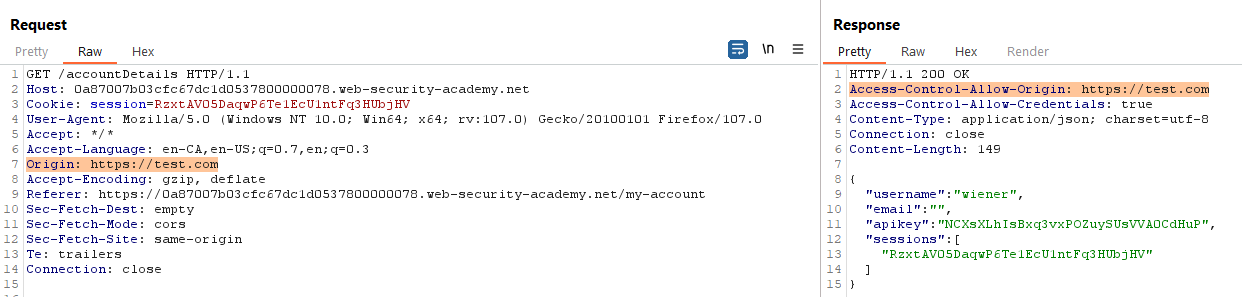 Request
Pretty Raw Hex
\n
1 GET /accountDetails HTTP/1.1
2 Host: 0a87007b03cfc67dc1d0537800000078.web-security-academy.net
3 Cookie: session=RzxtAV05DaqwP6Te1EcU1ntFq3HUbjHV
4 User-Agent: Mozilla/5.0 (Windows NT 10.0; Win64; x64; rv:107.0) Gecko/20100101 Firefox/107.0
5 Accept: */*
6 Accept-Language: en-CA,en-US;q=0.7,en;q=0.3
7 Origin: https://test.com
8 Accept-Encoding: gzip, deflate
9 Referer: https://0a87007b03cfc67dc1d0537800000078.web-security-academy.net/my-account
10 Sec-Fetch-Dest: empty
11 Sec-Fetch-Mode: cors
12 Sec-Fetch-Site: same-origin
13 Te: trailers
14 Connection: close
15
16
Response
Pretty Raw Hex Render
1 HTTP/1.1 200 OK
2 Access-Control-Allow-Origin: https://test.com
3 Access-Control-Allow-Credentials: true
4 Content-Type: application/json; charset=utf-8
5 Connection: close
6 Content-Length: 149
7
8 {
9 "username":"wiener",
10 "email":"",
11 "apikey":"NCXsXLhIsBxq3vxPOZuySUsVVA0CdHuP",
12 "sessions":[
13 "RzxtAV05DaqwP6Te1EcU1ntFq3HUbjHV"
14 ]
15 }